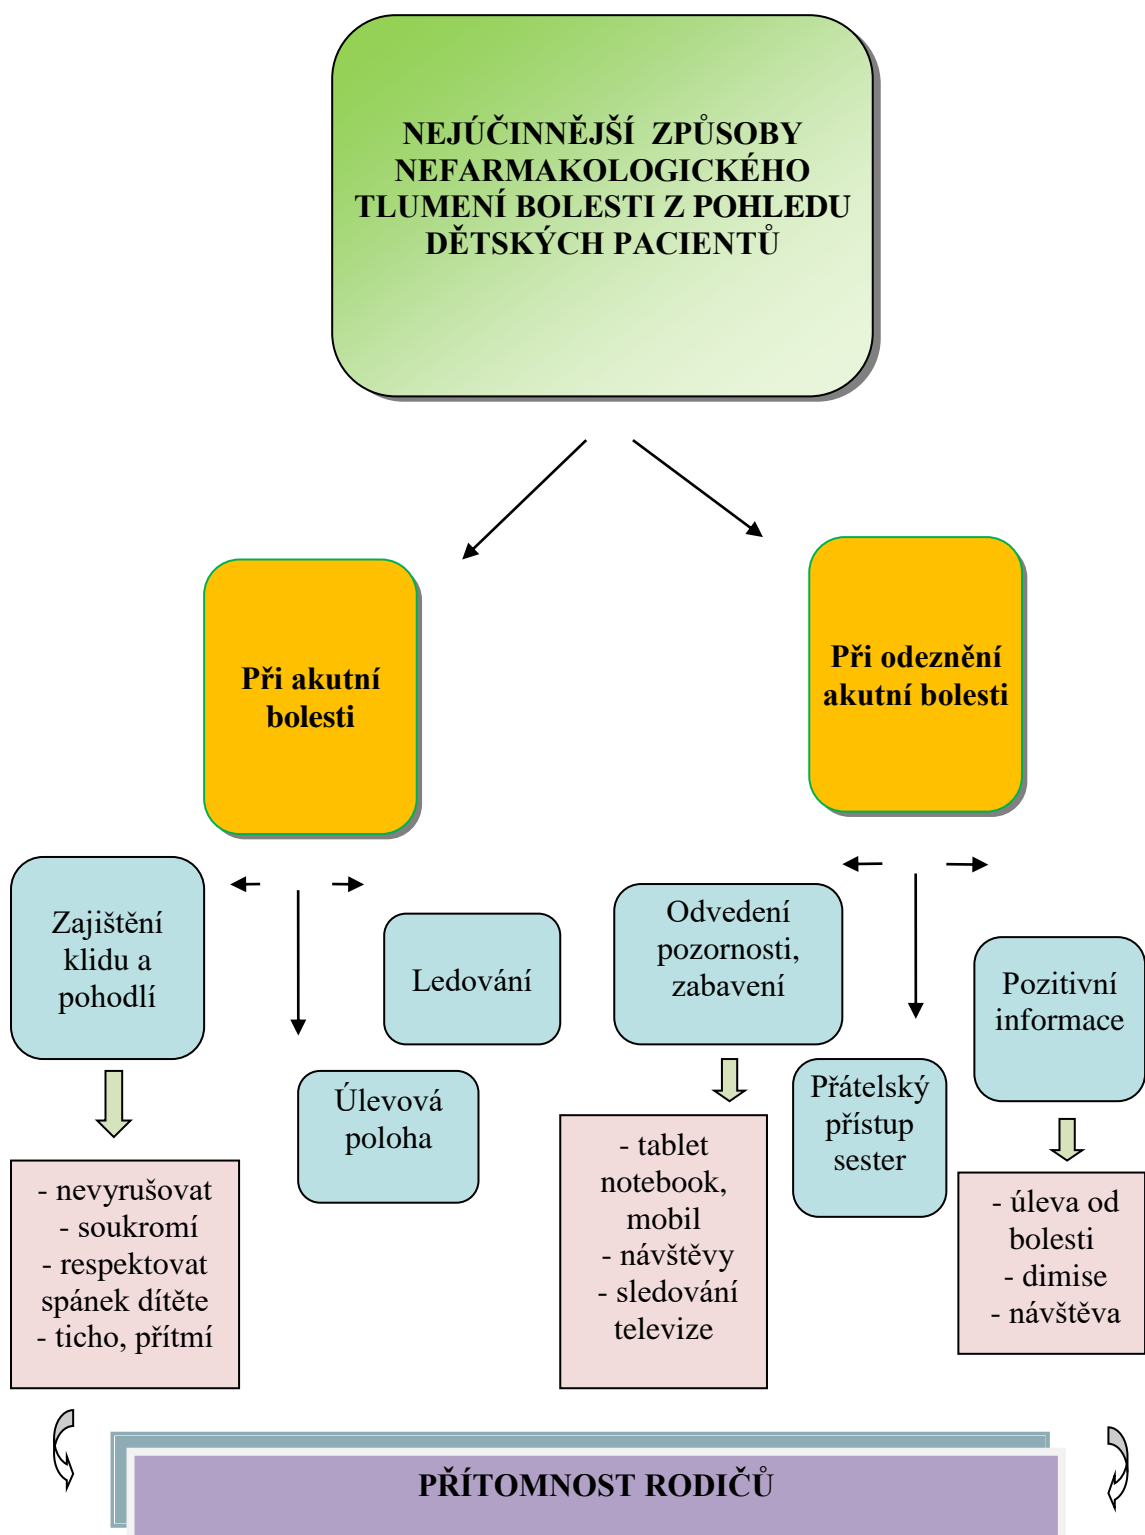 NEJÚČINNĚJŠÍ ZPŮSOBY
NEFARMAKOLOGICKÉHO
TLUMENÍ BOLESTI Z POHLEDU
DĚTSKÝCH PACIENTŮ
Při akutní
bolesti
Při odeznění
akutní bolesti
Zajištění
klidu a
pohodlí
Ledování
Úlevová
poloha
Odvedení
pozornosti,
zabavení
Přátelský
přístup
sester
Pozitivní
informace
- nevyrušovat
- soukromí
- respektovat
spánek dítěte
- ticho, přítmí
- tablet
notebook,
mobil
- návštěvy
- sledování
televize
- úleva od
bolesti
- dimise
- návštěva
PŘÍTOMNOST RODIČŮ